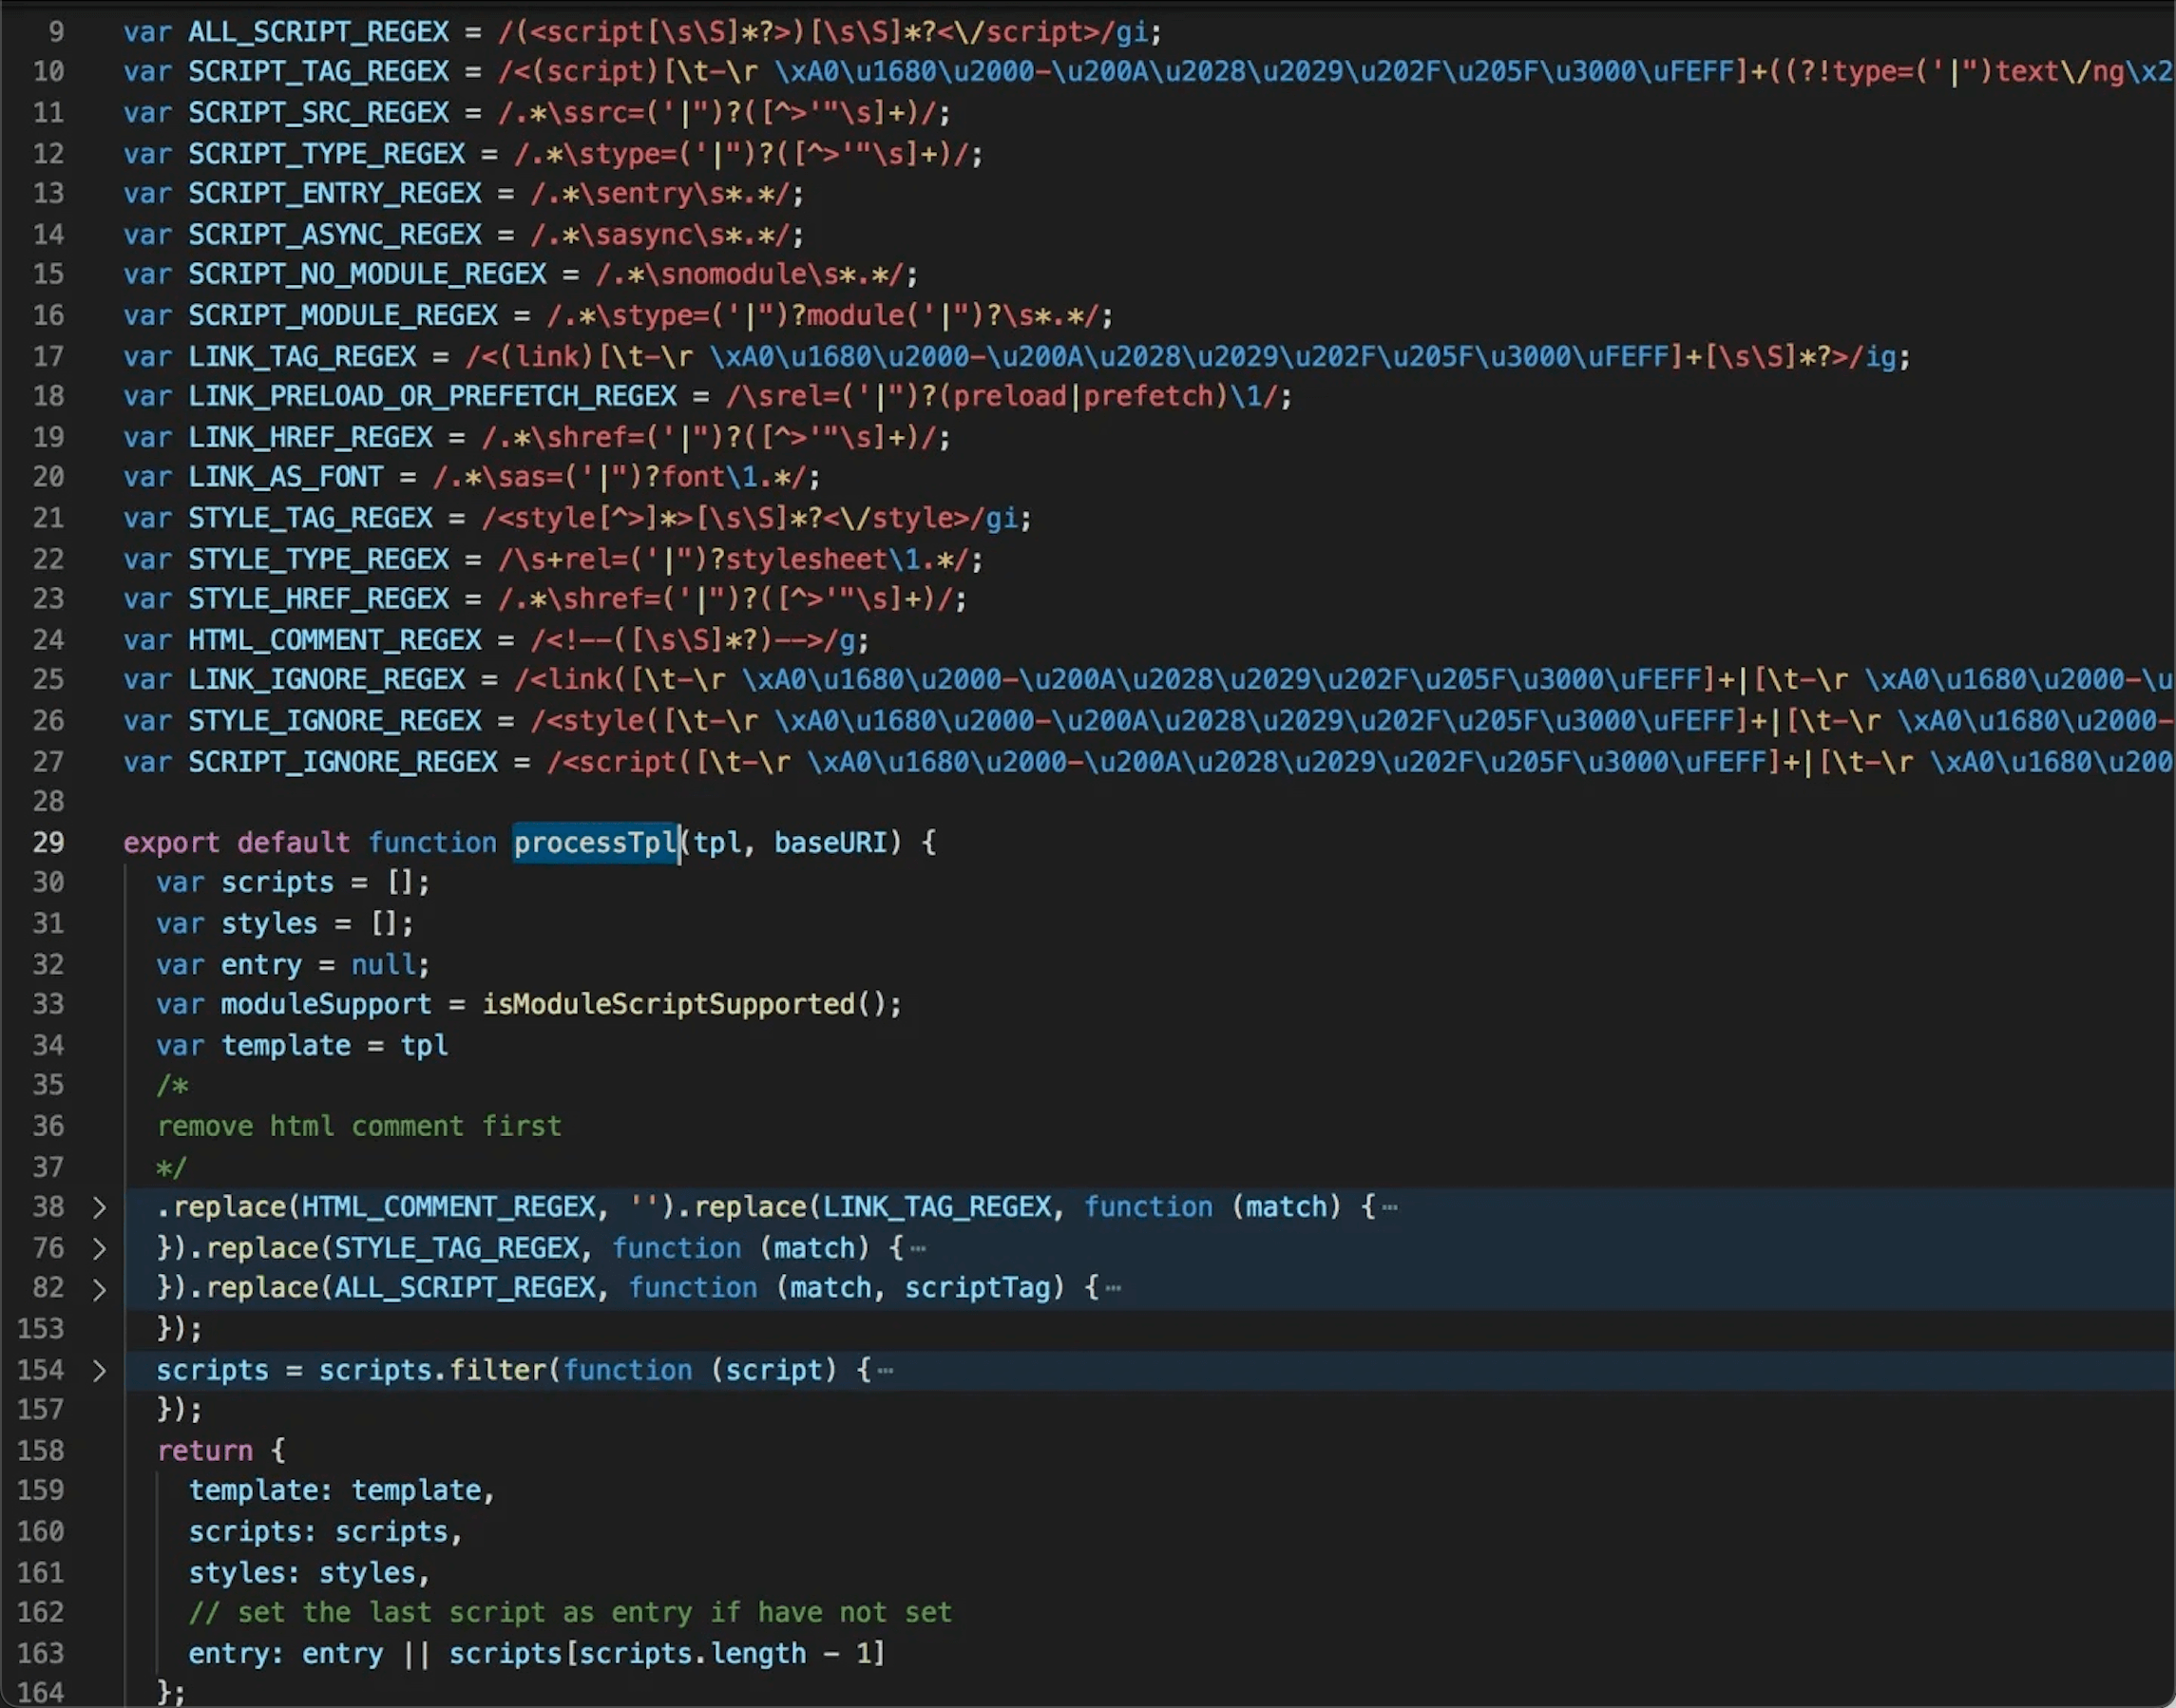 9 var ALL_SCRIPT_REGEX = /(<script[\s\S]*?>)[\s\S]*?<\/script>/gi;
10 var SCRIPT_TAG_REGEX = /<(script)[\t-\r \xA0\u1680\u2000-\u200A\u2028\u2029\u202F\u205F\u3000\uFEFF]+((?!type=('|")text\/ng\x2
11 var SCRIPT_SRC_REGEX = /.*\ssrc=('|")?([^>'"\s]+)/;
12 var SCRIPT_TYPE_REGEX = /.*\stype=('|")?([^>'"\s]+)/;
13 var SCRIPT_ENTRY_REGEX = /.*\sentry\s*.*/;
14 var SCRIPT_ASYNC_REGEX = /.*\sasync\s*.*/;
15 var SCRIPT_NO_MODULE_REGEX = /.*\snomodule\s*.*/;
16 var SCRIPT_MODULE_REGEX = /.*\stype=('|")?module('|")?\s*.*/;
17 var LINK_TAG_REGEX = /<(link)[\t-\r \xA0\u1680\u2000-\u200A\u2028\u2029\u202F\u205F\u3000\uFEFF]+[\s\S]*?>/ig;
18 var LINK_PRELOAD_OR_PREFETCH_REGEX = /\srel=('|")?(preload|prefetch)\1/;
19 var LINK_HREF_REGEX = /.*\shref=('|")?([^>'"\s]+)/;
20 var LINK_AS_FONT = /.*\sas=('|")?font\1.*/;
21 var STYLE_TAG_REGEX = /<style[^>]*>[\s\S]*?<\/style>/gi;
22 var STYLE_TYPE_REGEX = /\s+rel=('|")?stylesheet\1.*/;
23 var STYLE_HREF_REGEX = /.*\shref=('|")?([^>'"\s]+)/;
24 var HTML_COMMENT_REGEX = /<!--([\s\S]*?)-->/g;
25 var LINK_IGNORE_REGEX = /<link([\t-\r \xA0\u1680\u2000-\u200A\u2028\u2029\u202F\u205F\u3000\uFEFF]+|[\t-\r \xA0\u1680\u2000-\u
26 var STYLE_IGNORE_REGEX = /<style([\t-\r \xA0\u1680\u2000-\u200A\u2028\u2029\u202F\u205F\u3000\uFEFF]+|[\t-\r \xA0\u1680\u2000-
27 var SCRIPT_IGNORE_REGEX = /<script([\t-\r \xA0\u1680\u2000-\u200A\u2028\u2029\u202F\u205F\u3000\uFEFF]+|[\t-\r \xA0\u1680\u200
28
29 export default function processTpl(tpl, baseURI) {
30 var scripts = [];
31 var styles = [];
32 var entry = null;
33 var moduleSupport = isModuleScriptSupported();
34 var template = tpl
35 /*
36 remove html comment first
37 */
38 .replace(HTML_COMMENT_REGEX, '').replace(LINK_TAG_REGEX, function (match) {…
76 }).replace(STYLE_TAG_REGEX, function (match) {…
82 }).replace(ALL_SCRIPT_REGEX, function (match, scriptTag) {…
153 });
154 scripts = scripts.filter(function (script) {…
157 });
158 return {
159 template: template,
160 scripts: scripts,
161 styles: styles,
162 // set the last script as entry if have not set
163 entry: entry || scripts[scripts.length - 1]
164 };